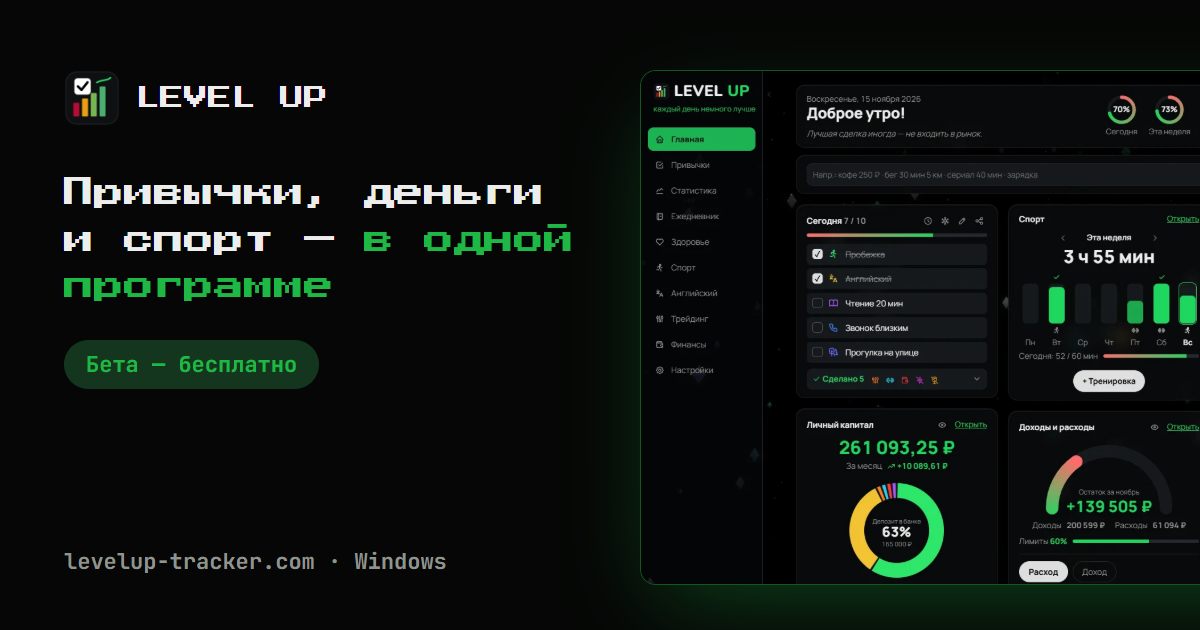 LEVEL UP
Привычки, деньги
и спорт — в одной
программе
Бета — бесплатно
levelup-tracker.com · Windows
LEVEL UP
каждый день немного лучше
Главная
Привычки
Статистика
Ежедневник
Здоровье
Спорт
Английский
Трейдинг
Финансы
Настройки
Воскресенье, 15 ноября 2026
Доброе утро!
Лучшая сделка иногда — не входить в рынок.
70%
Сегодня
73%
Эта неделя
Напр.: кофе 250 ₽ · бег 30 мин 5 км · сериал 40 мин · зарядка
Сегодня 7 / 10
Пробежка
Английский
Чтение 20 мин
Звонок близким
Прогулка на улице
Сделано 5
Спорт
Открыть
Эта неделя
3 ч 55 мин
Пн Вт Ср Чт Пт Сб Вс
Сегодня: 52 / 60 мин
+ Тренировка
Личный капитал
Открыть
261 093,25 ₽
За месяц +10 089,61 ₽
Депозит в банке
63%
165 000 ₽
Доходы и расходы
Открыть
Остаток за ноябрь
+139 505 ₽
Доходы 200 599 ₽ Расходы 61 094 ₽
Лимиты 60%
Расход
Доход